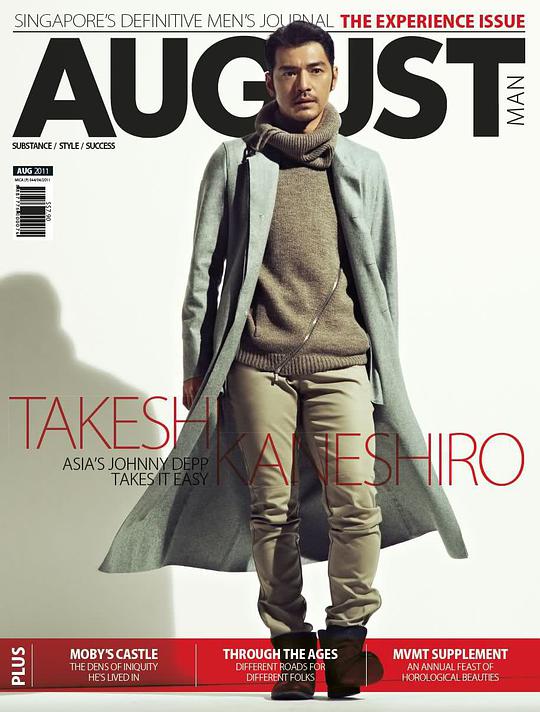 SINGAPORE'S DEFINITIVE MEN'S JOURNAL THE EXPERIENCE ISSUE
AUGUST
MAN
SUBSTANCE / STYLE / SUCCESS
AUG 2011
S$7.90
TAKESHI
KANESHIRO
ASIA'S JOHNNY DEPP
TAKES IT EASY
PLUS
MOBY'S CASTLE
THE DENS OF INIQUITY
HE'S LIVED IN
THROUGH THE AGES
DIFFERENT ROADS FOR
DIFFERENT FOLKS
MVMT SUPPLEMENT
AN ANNUAL FEAST OF
HOROLOGICAL BEAUTIES